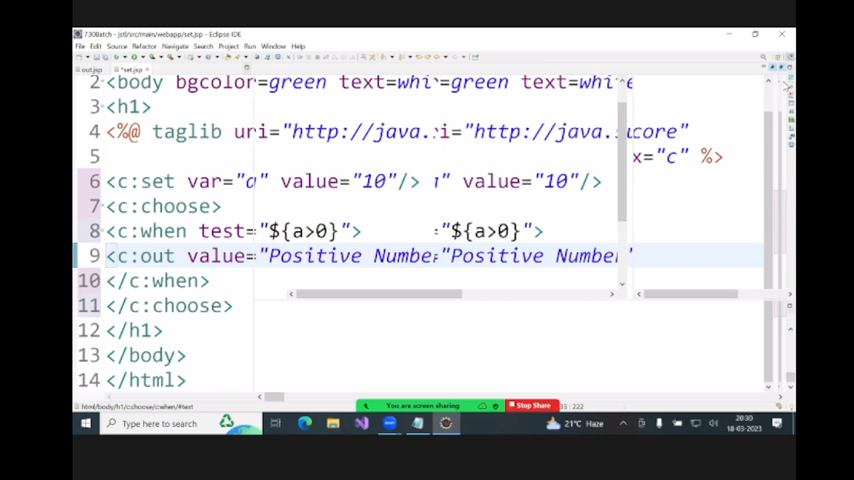 730Batch - jstl/src/main/webapp/set.jsp - Eclipse IDE
File Edit Source Refactor Navigate Search Project Run Window Help
out.jsp *set.jsp
2 <body bgcolor=green text=whi=green text=white
3 <h1>
4 <%@ taglib uri="http://java.i="http://java.score"
5 x="c" %>
6 <c:set var="a" value="10"/> " value="10"/>
7 <c:choose>
8 <c:when test="${a>0}"> "${a>0}">
9 <c:out value="Positive Number"Positive Number"
10 </c:when>
11 </c:choose>
12 </h1>
13 </body>
14 </html>
html/body/h1/c:choose/c:when/#text You are screen sharing Stop Share : 222
Type here to search 21°C Haze 20:30
18-03-2023